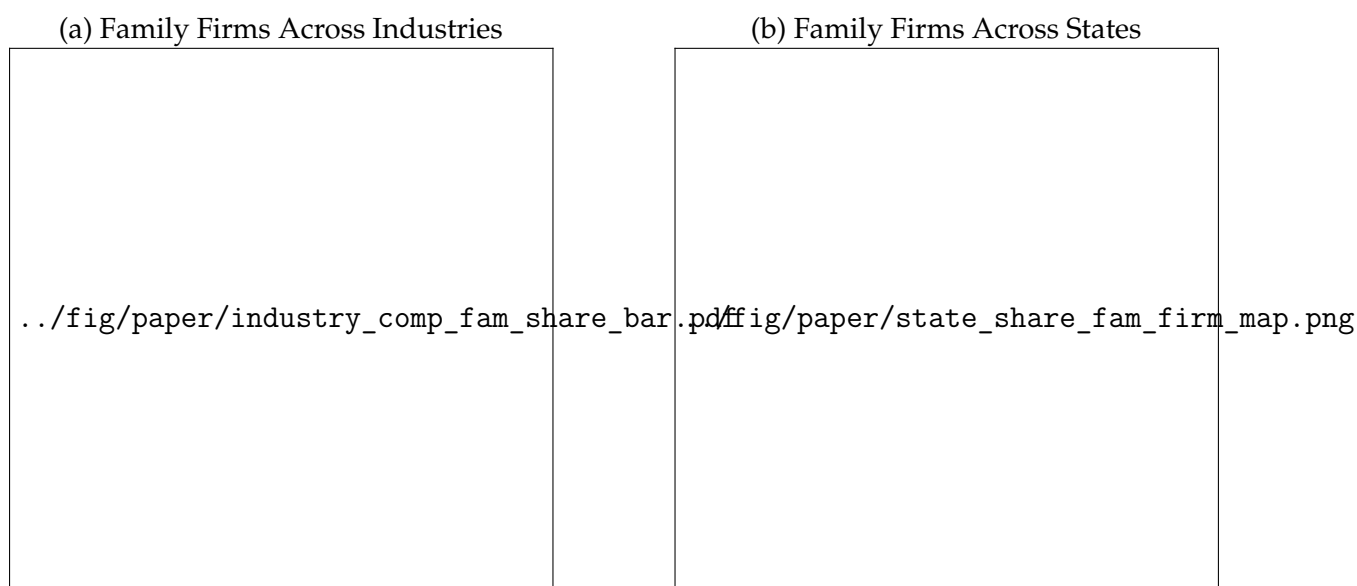 (a) Family Firms Across Industries
(b) Family Firms Across States
../fig/paper/industry_comp_fam_share_bar.pdf
../fig/paper/state_share_fam_firm_map.png